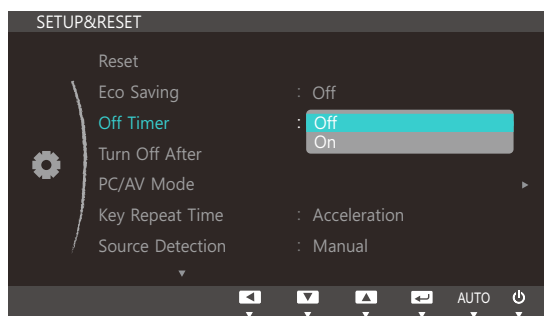 SETUP&RESET
Reset
Eco Saving : Off
Off Timer : Off
On
Turn Off After
PC/AV Mode
Key Repeat Time : Acceleration
Source Detection : Manual
AUTO